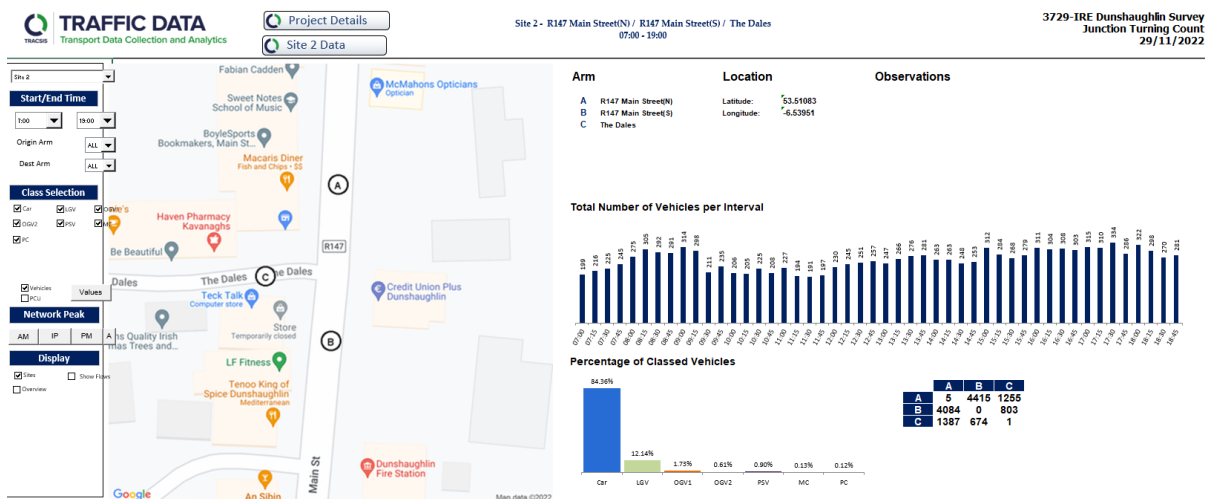 TRAFFIC DATA
TRACSIS
Transport Data Collection and Analytics
Project Details
Site 2 Data
Site 2 - R147 Main Street(N) / R147 Main Street(S) / The Dales
07:00 - 19:00
3729-IRE Dunshaughlin Survey
Junction Turning Count
29/11/2022
Site 2
Start/End Time
7:00
19:00
Origin Arm
ALL
Dest Arm
ALL
Class Selection
Car
LGV
OGV2
PSV
MC
PC
Vehicles
PCU
Values
Network Peak
AM
IP
PM
A
Display
Sites
Show Flows
Overview
Fabian Cadden
McMahons Opticians
Optician
Sweet Notes
School of Music
BoyleSports
Bookmakers, Main St...
Macaris Diner
Fish and Chips • $$
A
Haven Pharmacy
Kavanaghs
Be Beautiful
R147
Dales
The Dales
C
e Dales
Teck Talk
Computer store
Credit Union Plus
Dunshaughlin
ns Quality Irish
mas Trees and...
Store
Temporarily closed
B
LF Fitness
Tenoo King of
Spice Dunshaughlin
Mediterranean
Main St
Dunshaughlin
Fire Station
An Sibin
Google
Map data ©2022
Arm
Location
Observations
A R147 Main Street(N) Latitude: 53.51083
B R147 Main Street(S) Longitude: -6.53951
C The Dales
Total Number of Vehicles per Interval
199 216 225 245 275 305 292 291 314 298 211 235 206 205 225 208 227 194 191 197 230 245 251 257 247 266 276 281 263 263 248 253 312 284 268 279 311 304 308 303 315 310 334 286 322 298 270 281
07:00 07:15 07:30 07:45 08:00 08:15 08:30 08:45 09:00 09:15 09:30 09:45 10:00 10:15 10:30 10:45 11:00 11:15 11:30 11:45 12:00 12:15 12:30 12:45 13:00 13:15 13:30 13:45 14:00 14:15 14:30 14:45 15:00 15:15 15:30 15:45 16:00 16:15 16:30 16:45 17:00 17:15 17:30 17:45 18:00 18:15 18:30 18:45
Percentage of Classed Vehicles
84.36% 12.14% 1.73% 0.61% 0.90% 0.13% 0.12%
Car LGV OGV1 OGV2 PSV MC PC
A B C
A 5 4415 1255
B 4084 0 803
C 1387 674 1